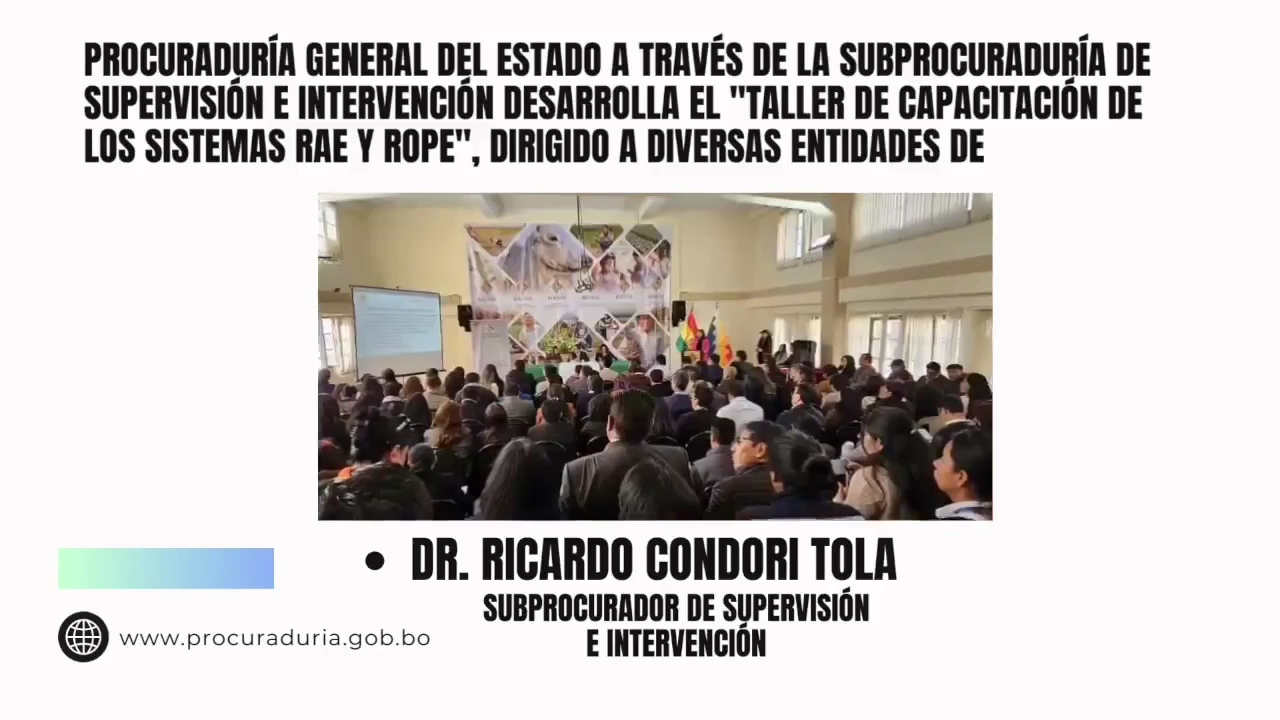 PROCURADURÍA GENERAL DEL ESTADO A TRAVÉS DE LA SUBPROCURADURÍA DE
SUPERVISIÓN E INTERVENCIÓN DESARROLLA EL "TALLER DE CAPACITACIÓN DE
LOS SISTEMAS RAE Y ROPE", DIRIGIDO A DIVERSAS ENTIDADES DE
• DR. RICARDO CONDORI TOLA
SUBPROCURADOR DE SUPERVISIÓN
E INTERVENCIÓN
www.procuraduria.gob.bo